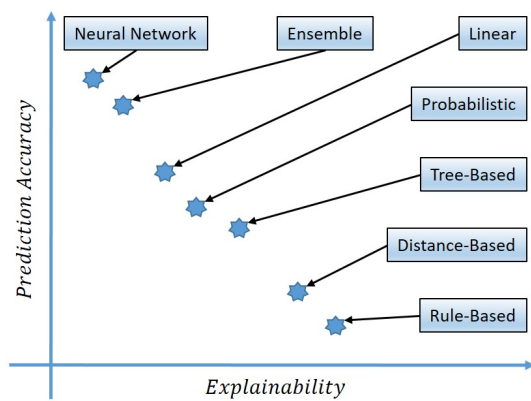 Neural Network
Ensemble
Linear
Probabilistic
Tree-Based
Distance-Based
Rule-Based
Prediction Accuracy
Explainability